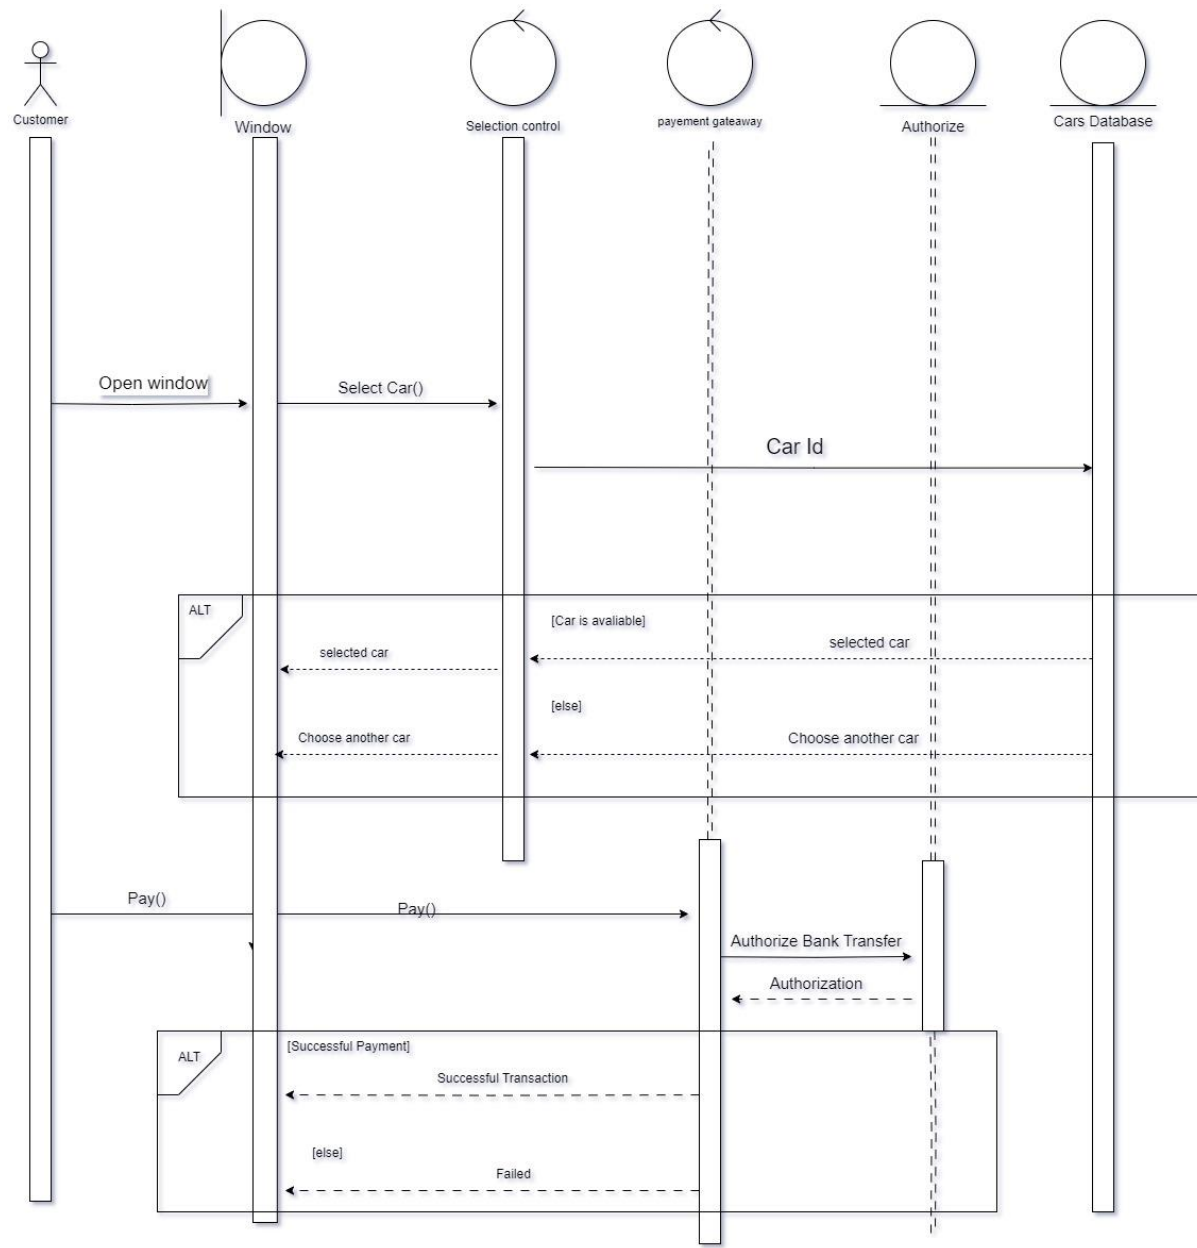 Customer
Window
Selection control
payement gateaway
Authorize
Cars Database
Open window
Select Car()
Car Id
ALT
[Car is avaliable]
selected car
selected car
[else]
Choose another car
Choose another car
Pay()
Pay()
Authorize Bank Transfer
Authorization
ALT
[Successful Payment]
Successful Transaction
[else]
Failed